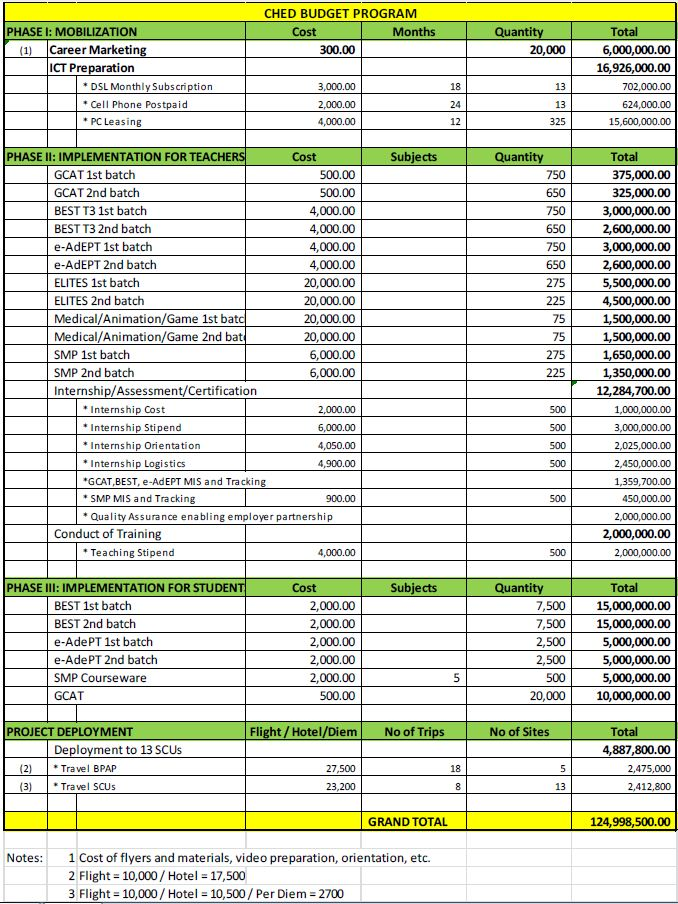 CHED BUDGET PROGRAM
PHASE I: MOBILIZATION Cost Months Quantity Total
(1) Career Marketing 300.00 20,000 6,000,000.00
ICT Preparation 16,926,000.00
* DSL Monthly Subscription 3,000.00 18 13 702,000.00
* Cell Phone Postpaid 2,000.00 24 13 624,000.00
* PC Leasing 4,000.00 12 325 15,600,000.00
PHASE II: IMPLEMENTATION FOR TEACHERS Cost Subjects Quantity Total
GCAT 1st batch 500.00 750 375,000.00
GCAT 2nd batch 500.00 650 325,000.00
BEST T3 1st batch 4,000.00 750 3,000,000.00
BEST T3 2nd batch 4,000.00 650 2,600,000.00
e-AdEPT 1st batch 4,000.00 750 3,000,000.00
e-AdEPT 2nd batch 4,000.00 650 2,600,000.00
ELITES 1st batch 20,000.00 275 5,500,000.00
ELITES 2nd batch 20,000.00 225 4,500,000.00
Medical/Animation/Game 1st batc 20,000.00 75 1,500,000.00
Medical/Animation/Game 2nd bat 20,000.00 75 1,500,000.00
SMP 1st batch 6,000.00 275 1,650,000.00
SMP 2nd batch 6,000.00 225 1,350,000.00
Internship/Assessment/Certification 12,284,700.00
* Internship Cost 2,000.00 500 1,000,000.00
* Internship Stipend 6,000.00 500 3,000,000.00
* Internship Orientation 4,050.00 500 2,025,000.00
* Internship Logistics 4,900.00 500 2,450,000.00
*GCAT,BEST, e-AdEPT MIS and Tracking 1,359,700.00
* SMP MIS and Tracking 900.00 500 450,000.00
* Quality Assurance enabling employer partnership 2,000,000.00
Conduct of Training 2,000,000.00
* Teaching Stipend 4,000.00 500 2,000,000.00
PHASE III: IMPLEMENTATION FOR STUDENT Cost Subjects Quantity Total
BEST 1st batch 2,000.00 7,500 15,000,000.00
BEST 2nd batch 2,000.00 7,500 15,000,000.00
e-AdePT 1st batch 2,000.00 2,500 5,000,000.00
e-AdePT 2nd batch 2,000.00 2,500 5,000,000.00
SMP Courseware 2,000.00 5 500 5,000,000.00
GCAT 500.00 20,000 10,000,000.00
PROJECT DEPLOYMENT Flight / Hotel/Diem No of Trips No of Sites Total
Deployment to 13 SCUs 4,887,800.00
(2) * Travel BPAP 27,500 18 5 2,475,000
(3) * Travel SCUs 23,200 8 13 2,412,800
GRAND TOTAL 124,998,500.00
Notes: 1 Cost of flyers and materials, video preparation, orientation, etc.
2 Flight = 10,000 / Hotel = 17,500
3 Flight = 10,000 / Hotel = 10,500 / Per Diem = 2700